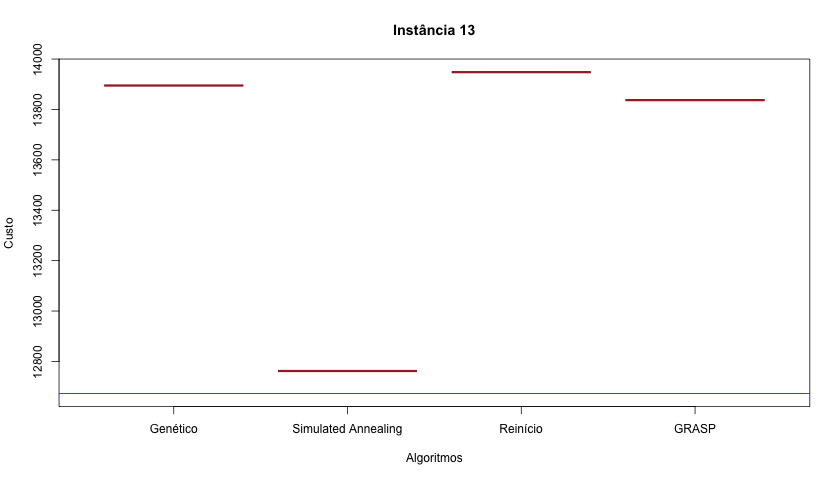 Instância 13
Custo
14000
13800
13600
13400
13200
13000
12800
Genético
Simulated Annealing
Reinício
GRASP
Algoritmos